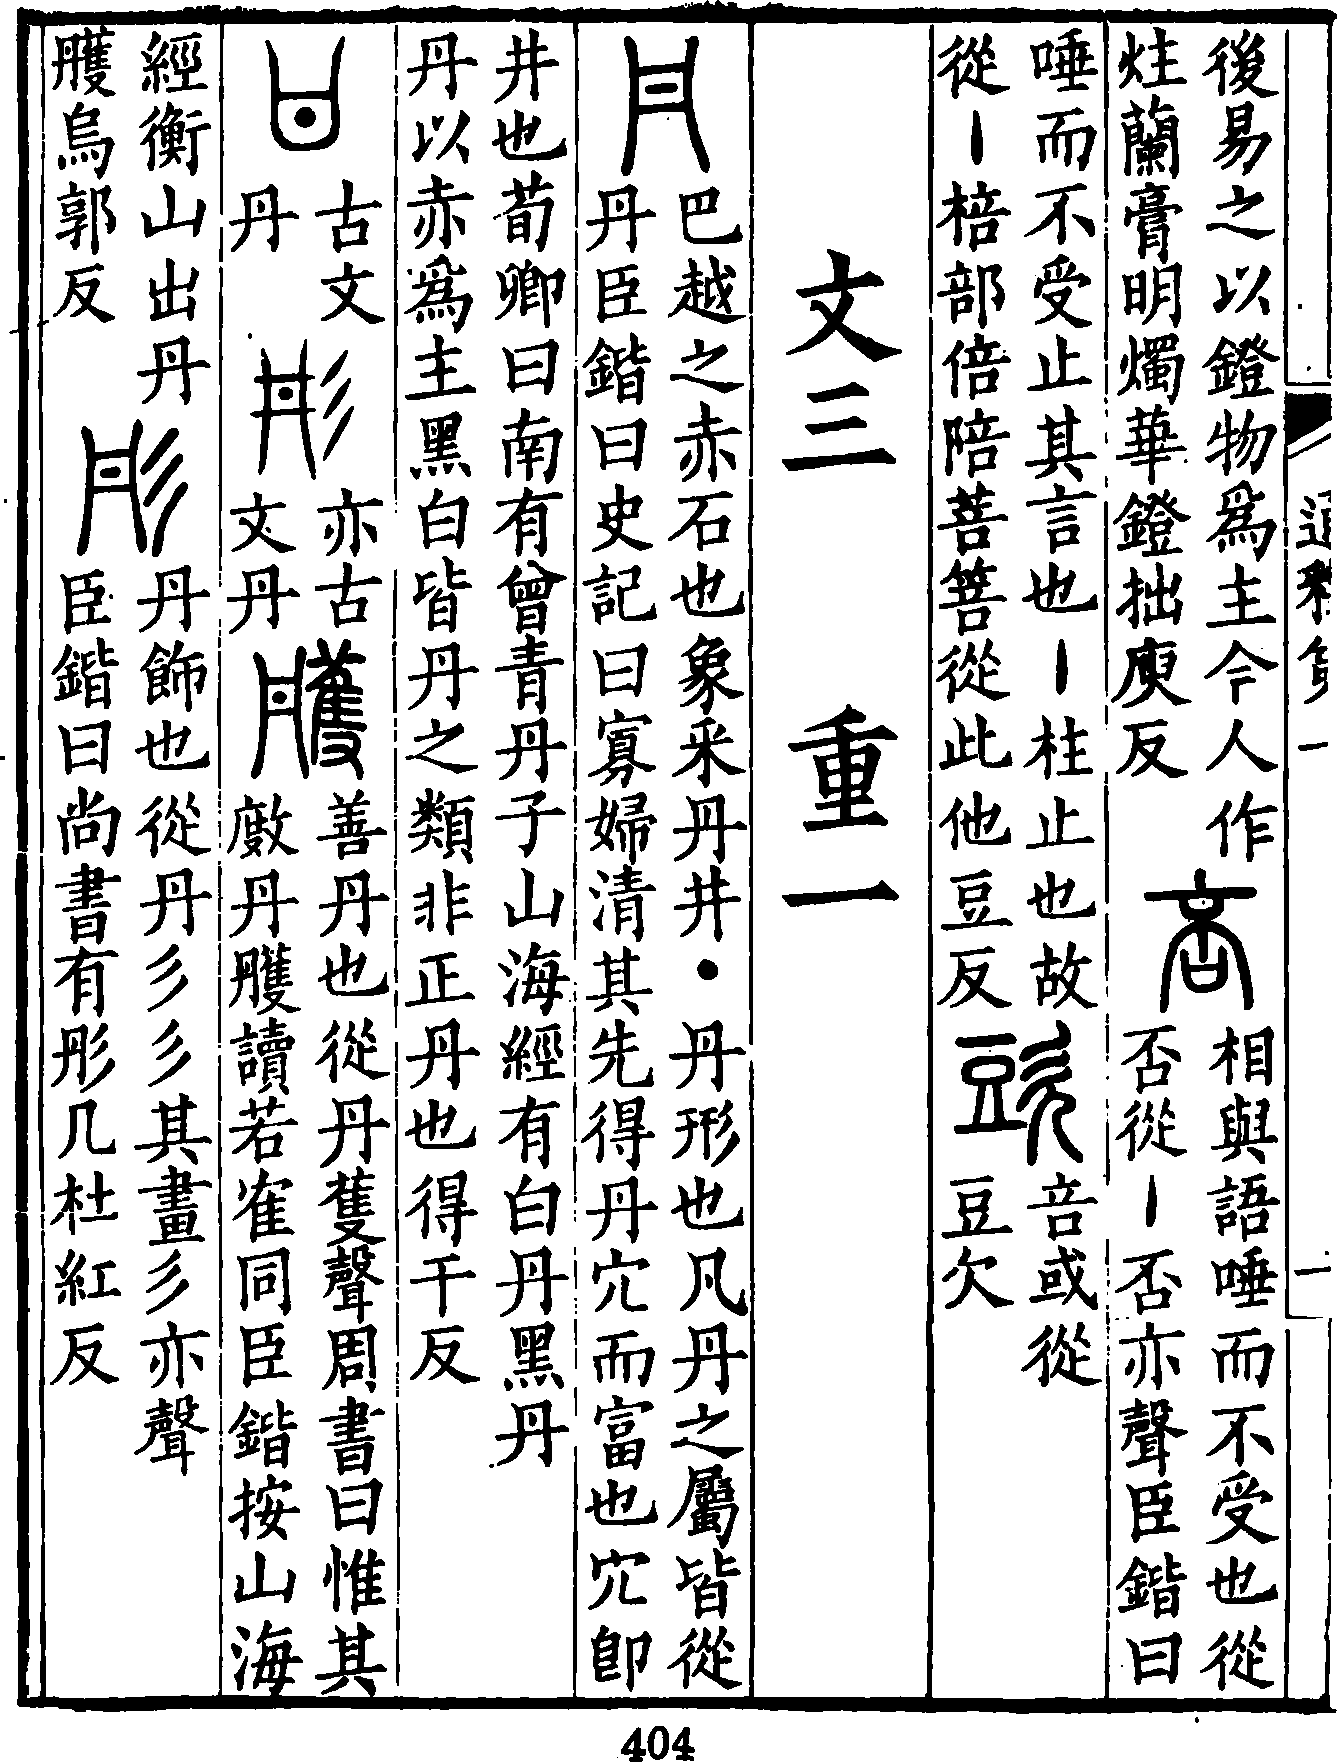 後易之以鐙物為主今人作
炷蘭膏明燭華鐙拙庾反
相與語唾而不受也從
否從丨否亦聲臣鍇曰
唾而不受止其言也丨柱止也故
從丨棓部倍陪菩箁從此他豆反
音或從
豆欠
文三　重一
巴越之赤石也象采丹井・丹形也凡丹之屬皆從
丹臣鍇曰史記曰寡婦清其先得丹穴而富也穴卽
井也荀卿曰南有曾青丹子山海經有白丹黑丹
丹以赤為主黑白皆丹之類非正丹也得干反
古文
丹
亦古
文丹
善丹也從丹蒦聲周書曰惟其
㪉丹雘讀若隺同臣鍇按山海
經衡山出丹
雘烏郭反
丹飾也從丹彡彡其畫彡亦聲
臣鍇曰尚書有彤几杜紅反
404